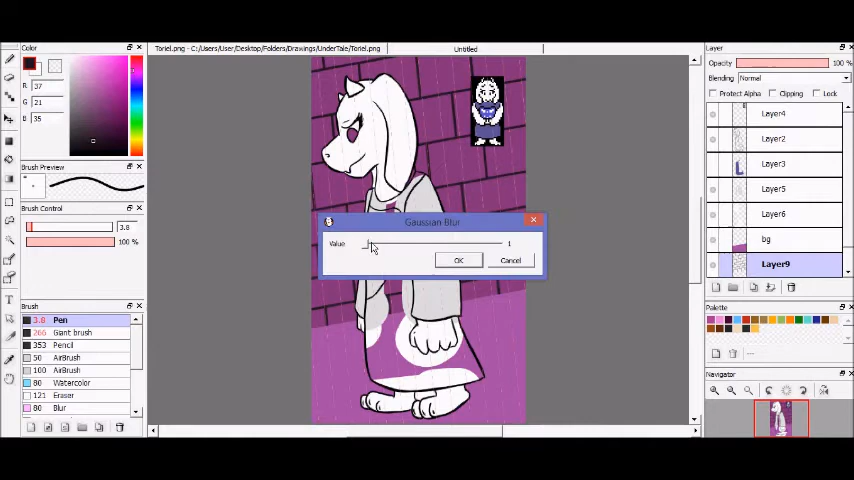 Color
Toriel.png - C:/Users/User/Desktop/Folders/Drawings/UnderTale/Toriel.png
Untitled
Layer
Opacity 100 %
Blending Normal
Protect Alpha Clipping Lock
R 37
G 21
B 35
Layer4
Layer2
Layer3
Layer5
Layer6
bg
Layer9
Brush Preview
Brush Control
3.8
100 %
Gaussian Blur
Value 1
OK Cancel
Brush
3.8 Pen
266 Giant brush
353 Pencil
50 AirBrush
100 AirBrush
80 Watercolor
121 Eraser
80 Blur
Palette
---
Navigator